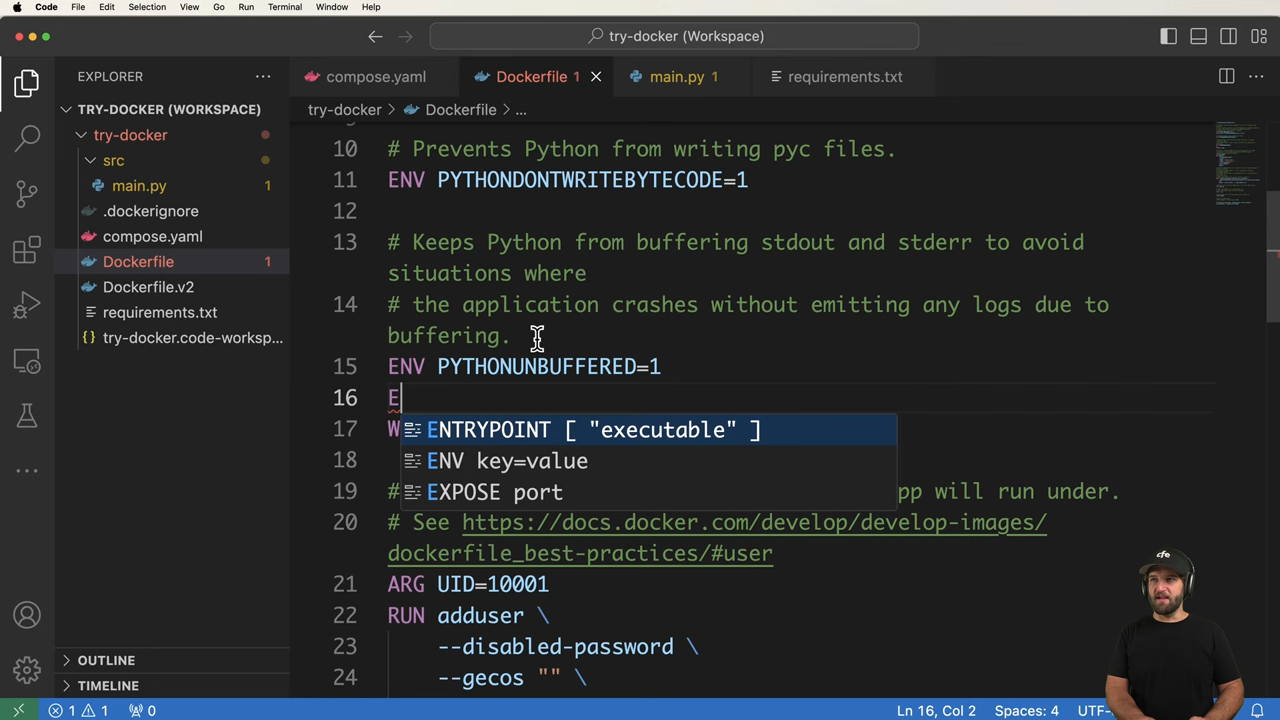 Code File Edit Selection View Go Run Terminal Window Help
try-docker (Workspace)
EXPLORER
compose.yaml
Dockerfile 1
main.py 1
requirements.txt
TRY-DOCKER (WORKSPACE)
try-docker
src
main.py 1
.dockerignore
compose.yaml
Dockerfile 1
Dockerfile.v2
requirements.txt
try-docker.code-worksp...
OUTLINE
TIMELINE
try-docker > Dockerfile > ...
10 # Prevents Python from writing pyc files.
11 ENV PYTHONDONTWRITEBYTECODE=1
12
13 # Keeps Python from buffering stdout and stderr to avoid
situations where
14 # the application crashes without emitting any logs due to
buffering.
15 ENV PYTHONUNBUFFERED=1
16 E
ENTRYPOINT [ "executable" ]
17 W
ENV key=value
18
EXPOSE port
19 # pp will run under.
20 # See https://docs.docker.com/develop/develop-images/
dockerfile_best-practices/#user
21 ARG UID=10001
22 RUN adduser \
23 --disabled-password \
24 --gecos "" \
cfe
1 1 0
Ln 16, Col 2 Spaces: 4 UTF-